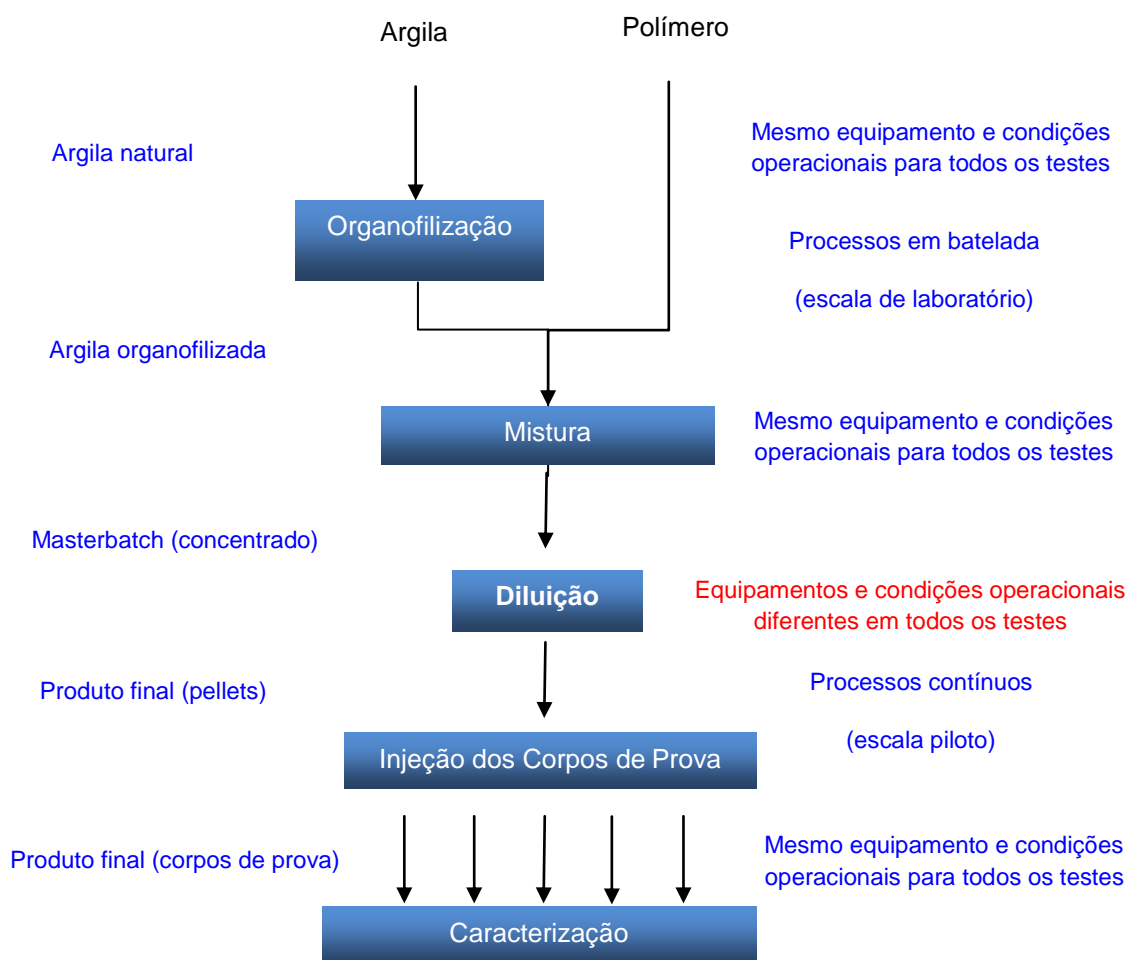 Argila
Polímero
Argila natural
Mesmo equipamento e condições
operacionais para todos os testes
Organofilização
Processos em batelada
(escala de laboratório)
Argila organofilizada
Mistura
Mesmo equipamento e condições
operacionais para todos os testes
Masterbatch (concentrado)
Diluição
Equipamentos e condições operacionais
diferentes em todos os testes
Produto final (pellets)
Processos contínuos
(escala piloto)
Injeção dos Corpos de Prova
Produto final (corpos de prova)
Mesmo equipamento e condições
operacionais para todos os testes
Caracterização